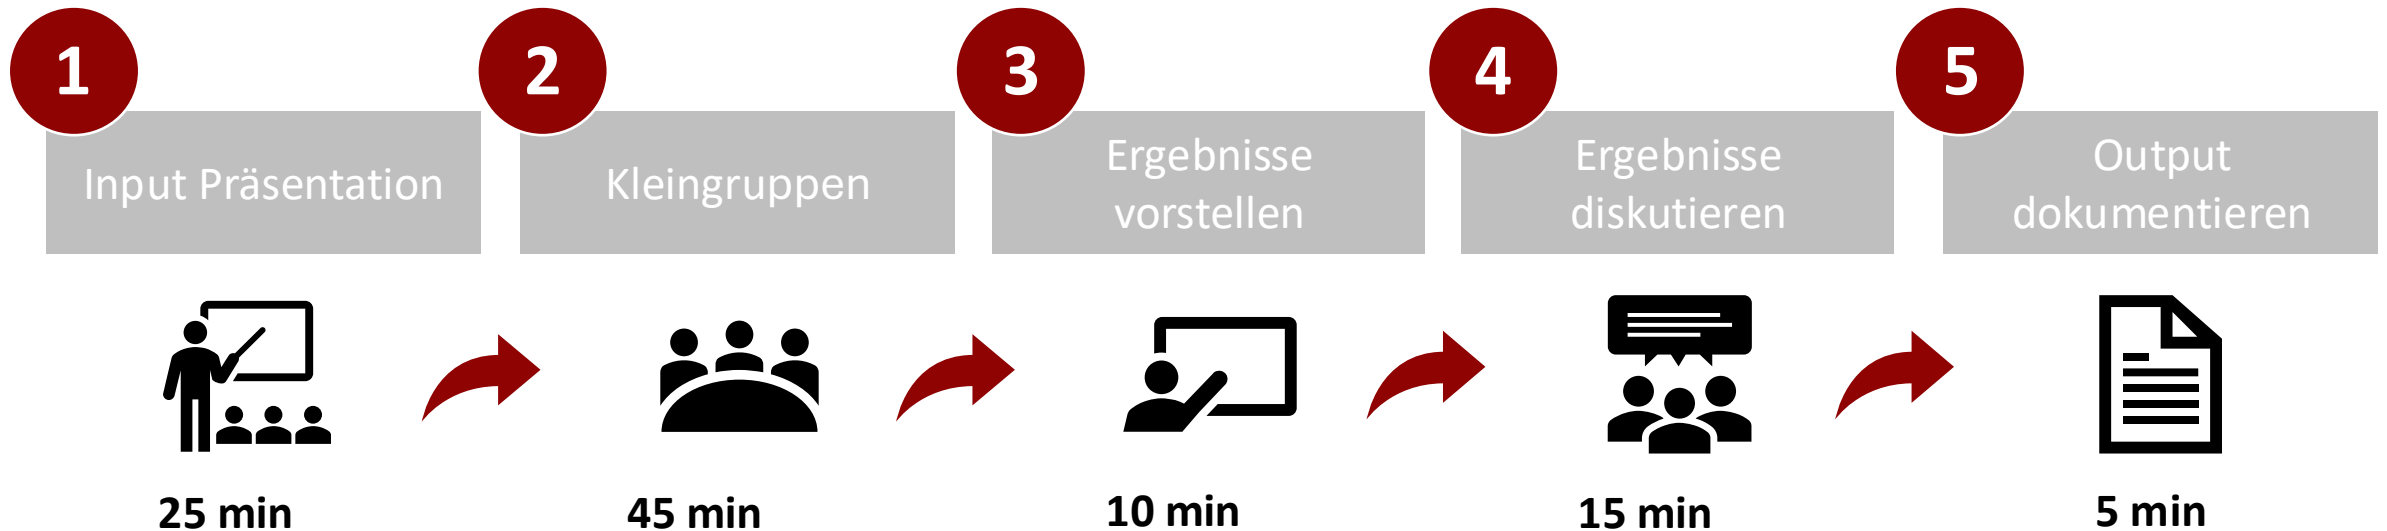 1
Input Präsentation
25 min
2
Kleingruppen
45 min
3
Ergebnisse
vorstellen
10 min
4
Ergebnisse
diskutieren
15 min
5
Output
dokumentieren
5 min